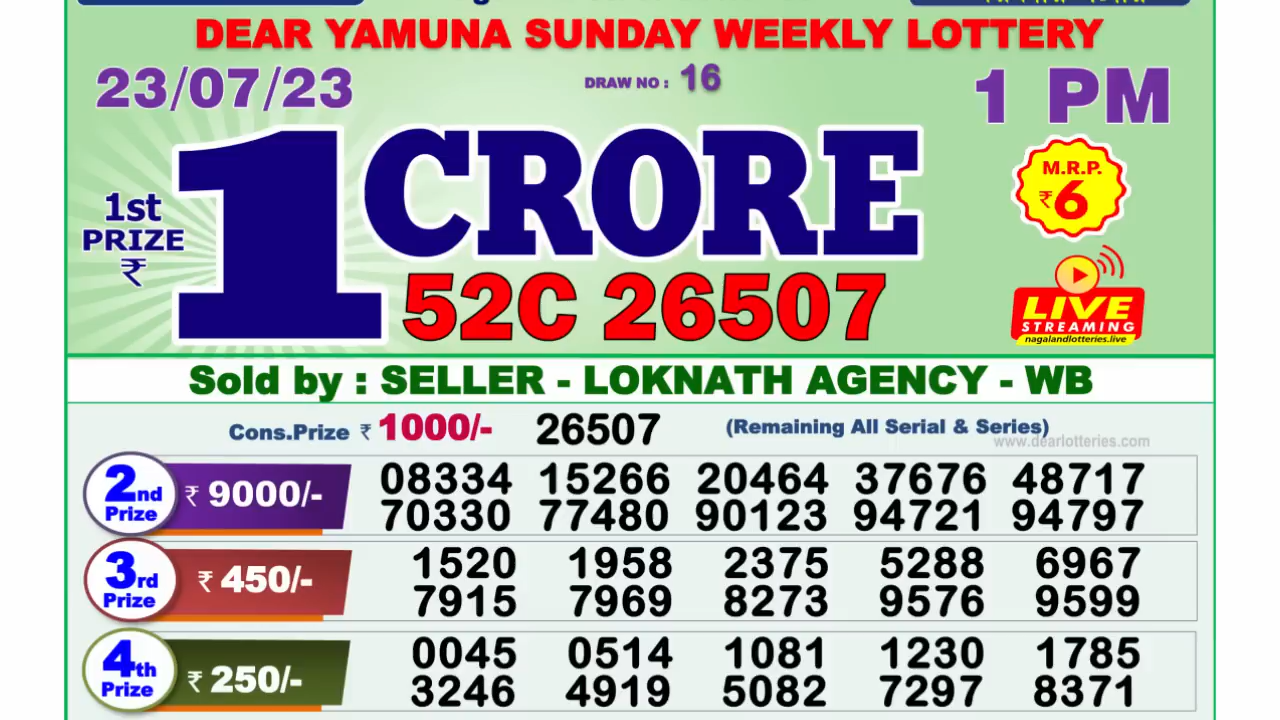 DEAR YAMUNA SUNDAY WEEKLY LOTTERY
23/07/23
DRAW NO : 16
1 PM
1st
PRIZE
₹
1 CRORE
M.R.P.
₹ 6
52C 26507
LIVE
STREAMING
nagalandlotteries.live
Sold by : SELLER - LOKNATH AGENCY - WB
Cons.Prize ₹ 1000/- 26507 (Remaining All Serial & Series)
www.dearlotteries.com
2nd Prize ₹ 9000/-
08334 15266 20464 37676 48717
70330 77480 90123 94721 94797
3rd Prize ₹ 450/-
1520 1958 2375 5288 6967
7915 7969 8273 9576 9599
4th Prize ₹ 250/-
0045 0514 1081 1230 1785
3246 4919 5082 7297 8371